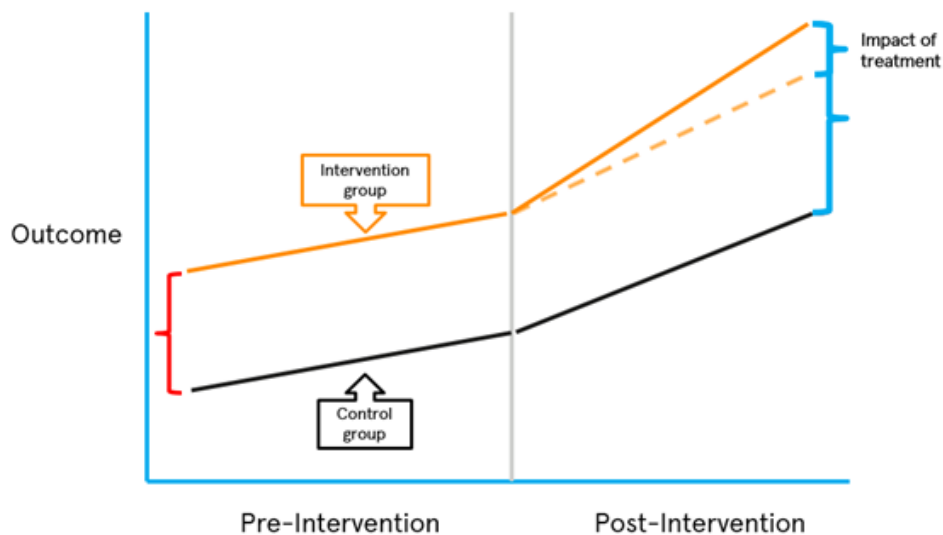 Impact of
treatment
Intervention
group
Outcome
Control
group
Pre-Intervention
Post-Intervention